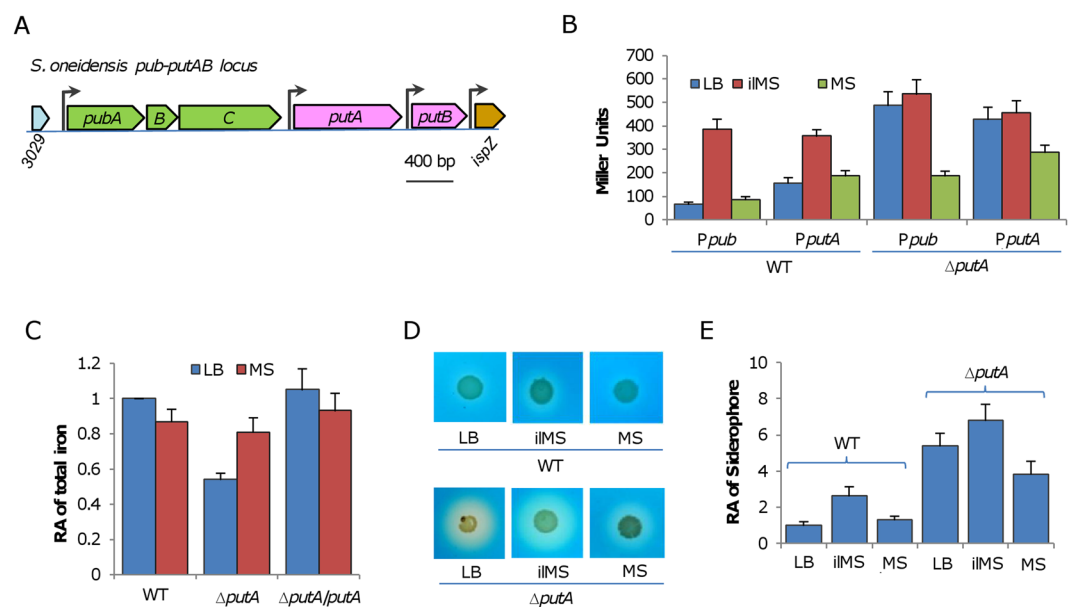 A
S. oneidensis pub-putAB locus
pubA B C putA putB
3029 ispZ
400 bp
B
700
600
500
400
300
200
100
0
Miller Units
LB ilMS MS
Ppub PputA Ppub PputA
WT ΔputA
C
1.2
1
0.8
0.6
0.4
0.2
0
RA of total iron
LB MS
WT ΔputA ΔputA/putA
D
LB ilMS MS
WT
LB ilMS MS
ΔputA
E
10
8
6
4
2
0
RA of Siderophore
ΔputA
WT
LB ilMS MS LB ilMS MS